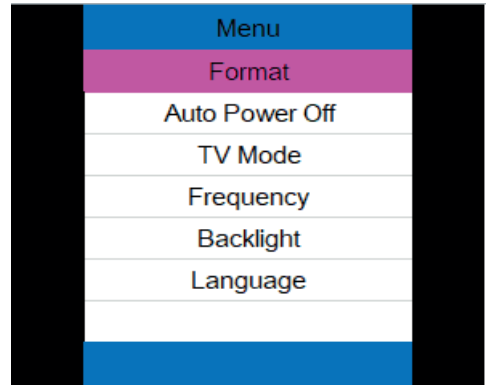 Menu
Format
Auto Power Off
TV Mode
Frequency
Backlight
Language